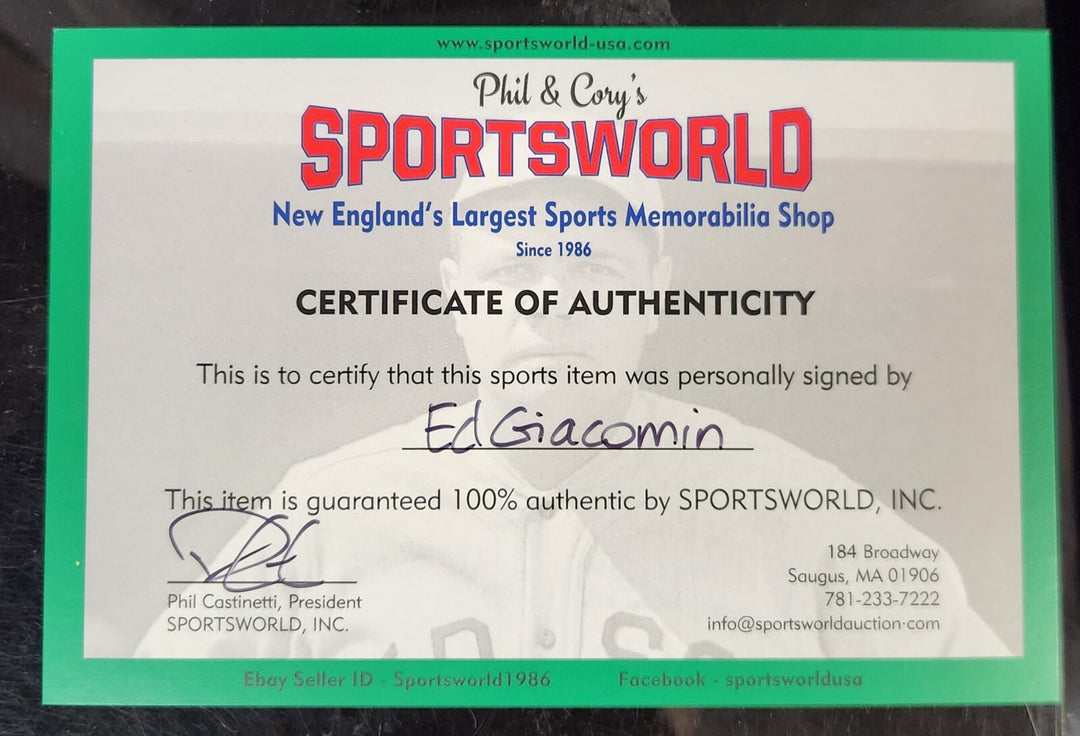 www.sportsworld-usa.com
Phil & Cory's
SPORTSWORLD
New England's Largest Sports Memorabilia Shop
Since 1986
CERTIFICATE OF AUTHENTICITY
This is to certify that this sports item was personally signed by
Ed Giacomin
This item is guaranteed 100% authentic by SPORTSWORLD, INC.
Phil Castinetti, President
SPORTSWORLD, INC.
184 Broadway
Saugus, MA 01906
781-233-7222
info@sportsworldauction.com
Ebay Seller ID - Sportsworld1986
Facebook - sportsworldusa